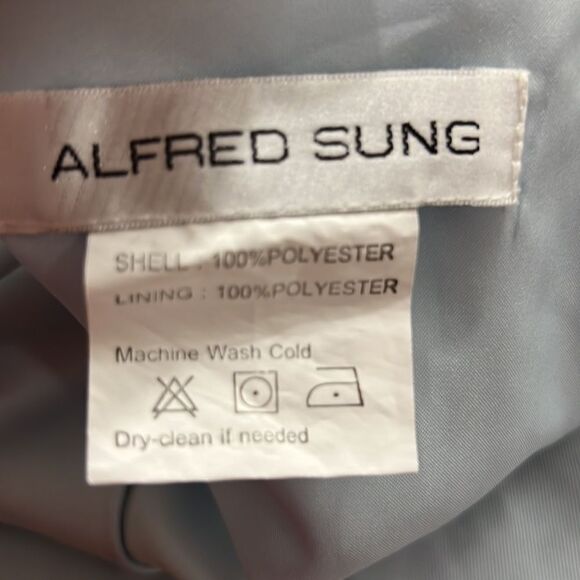 ALFRED SUNG
SHELL : 100%POLYESTER
LINING : 100%POLYESTER
Machine Wash Cold
Dry-clean if needed